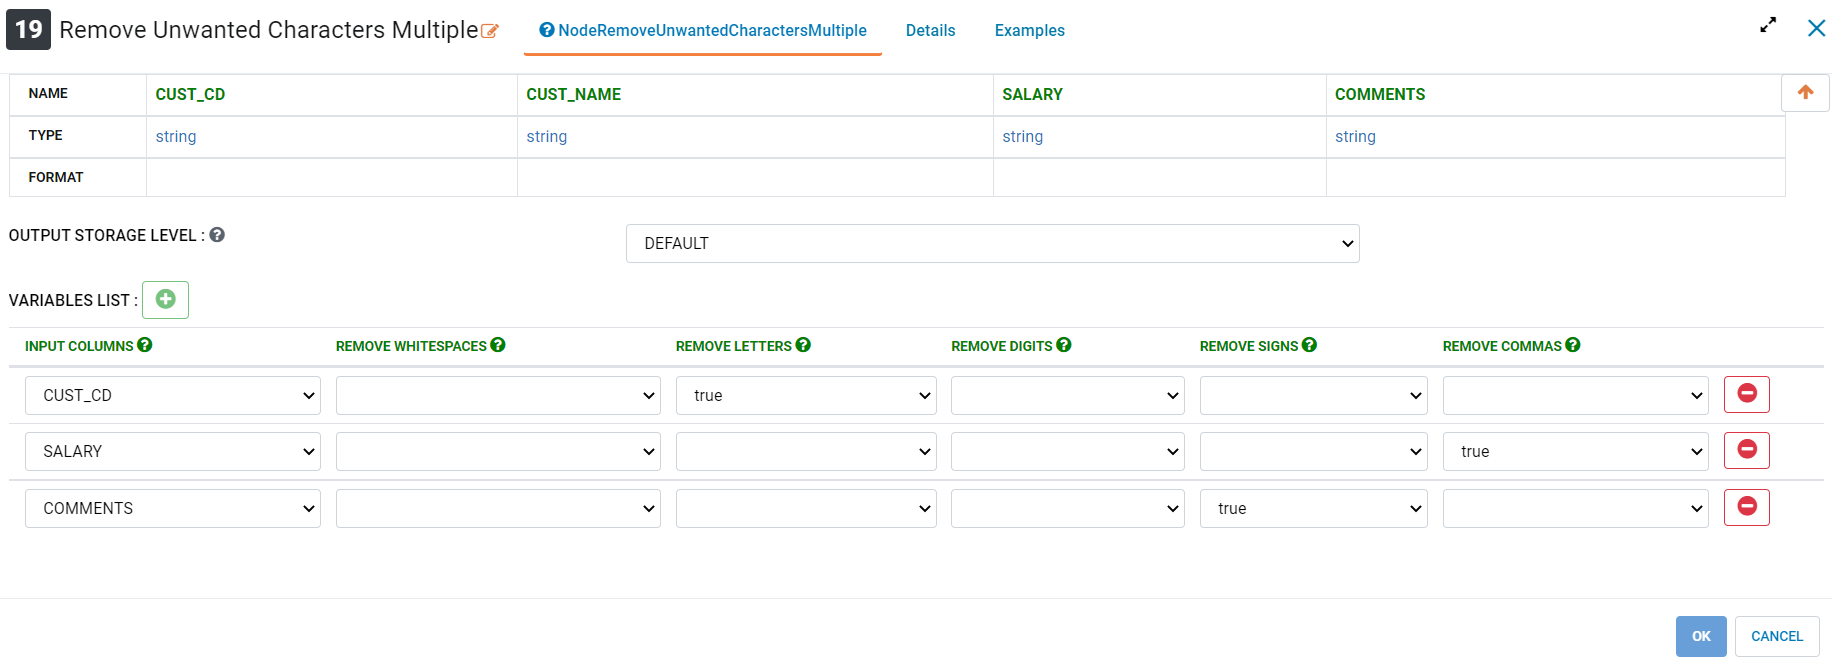 19 Remove Unwanted Characters Multiple NodeRemoveUnwantedCharactersMultiple Details Examples
NAME CUST_CD CUST_NAME SALARY COMMENTS
TYPE string string string string
FORMAT
OUTPUT STORAGE LEVEL : DEFAULT
VARIABLES LIST :
INPUT COLUMNS REMOVE WHITESPACES REMOVE LETTERS REMOVE DIGITS REMOVE SIGNS REMOVE COMMAS
CUST_CD true
SALARY true
COMMENTS true
OK CANCEL